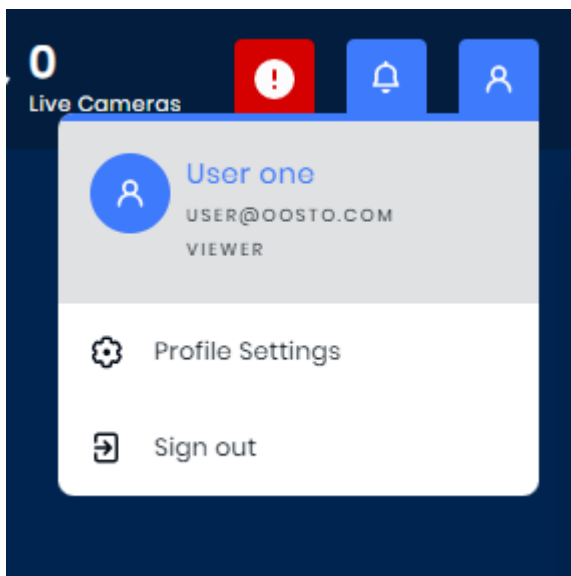 0
Live Cameras
User one
USER@OOSTO.COM
VIEWER
Profile Settings
Sign out